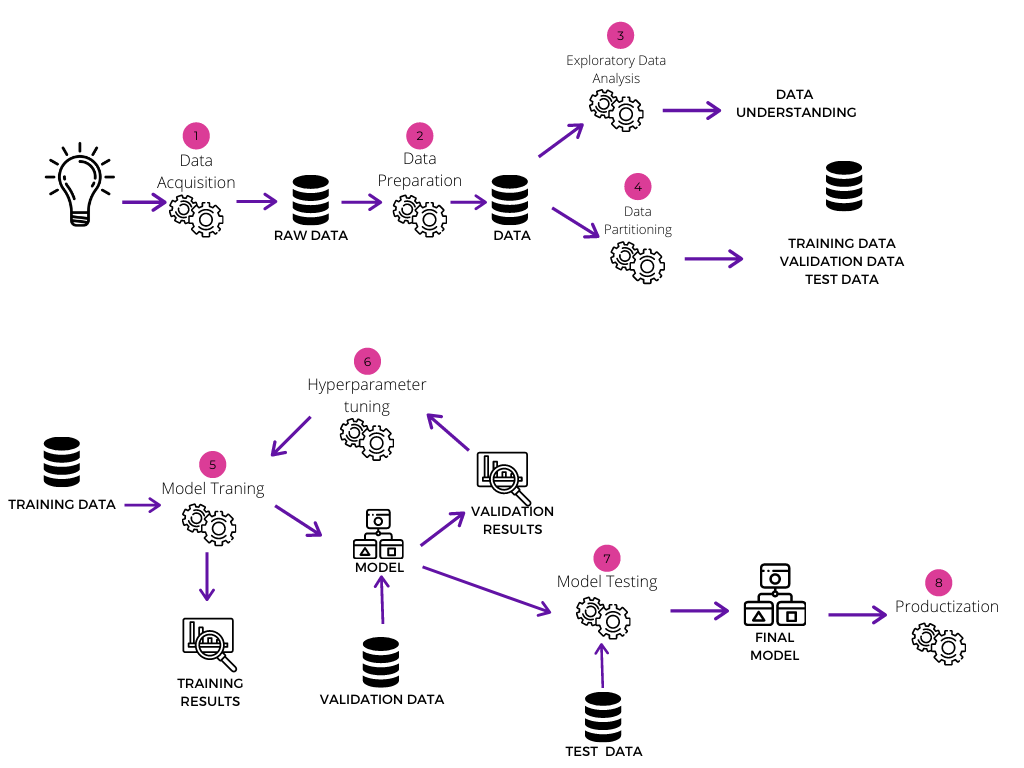 3
Exploratory Data
Analysis
DATA
UNDERSTANDING
1
Data
Acquisition
RAW DATA
2
Data
Preparation
DATA
4
Data
Partitioning
TRAINING DATA
VALIDATION DATA
TEST DATA
6
Hyperparameter
tuning
TRAINING DATA
5
Model Traning
TRAINING
RESULTS
MODEL
VALIDATION DATA
VALIDATION
RESULTS
7
Model Testing
TEST DATA
FINAL
MODEL
8
Productization